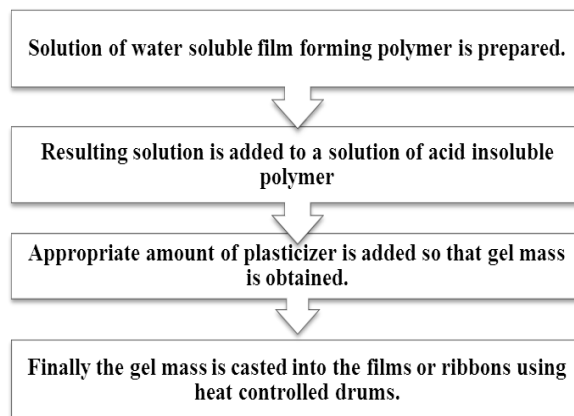 Solution of water soluble film forming polymer is prepared.
Resulting solution is added to a solution of acid insoluble
polymer
Appropriate amount of plasticizer is added so that gel mass
is obtained.
Finally the gel mass is casted into the films or ribbons using
heat controlled drums.